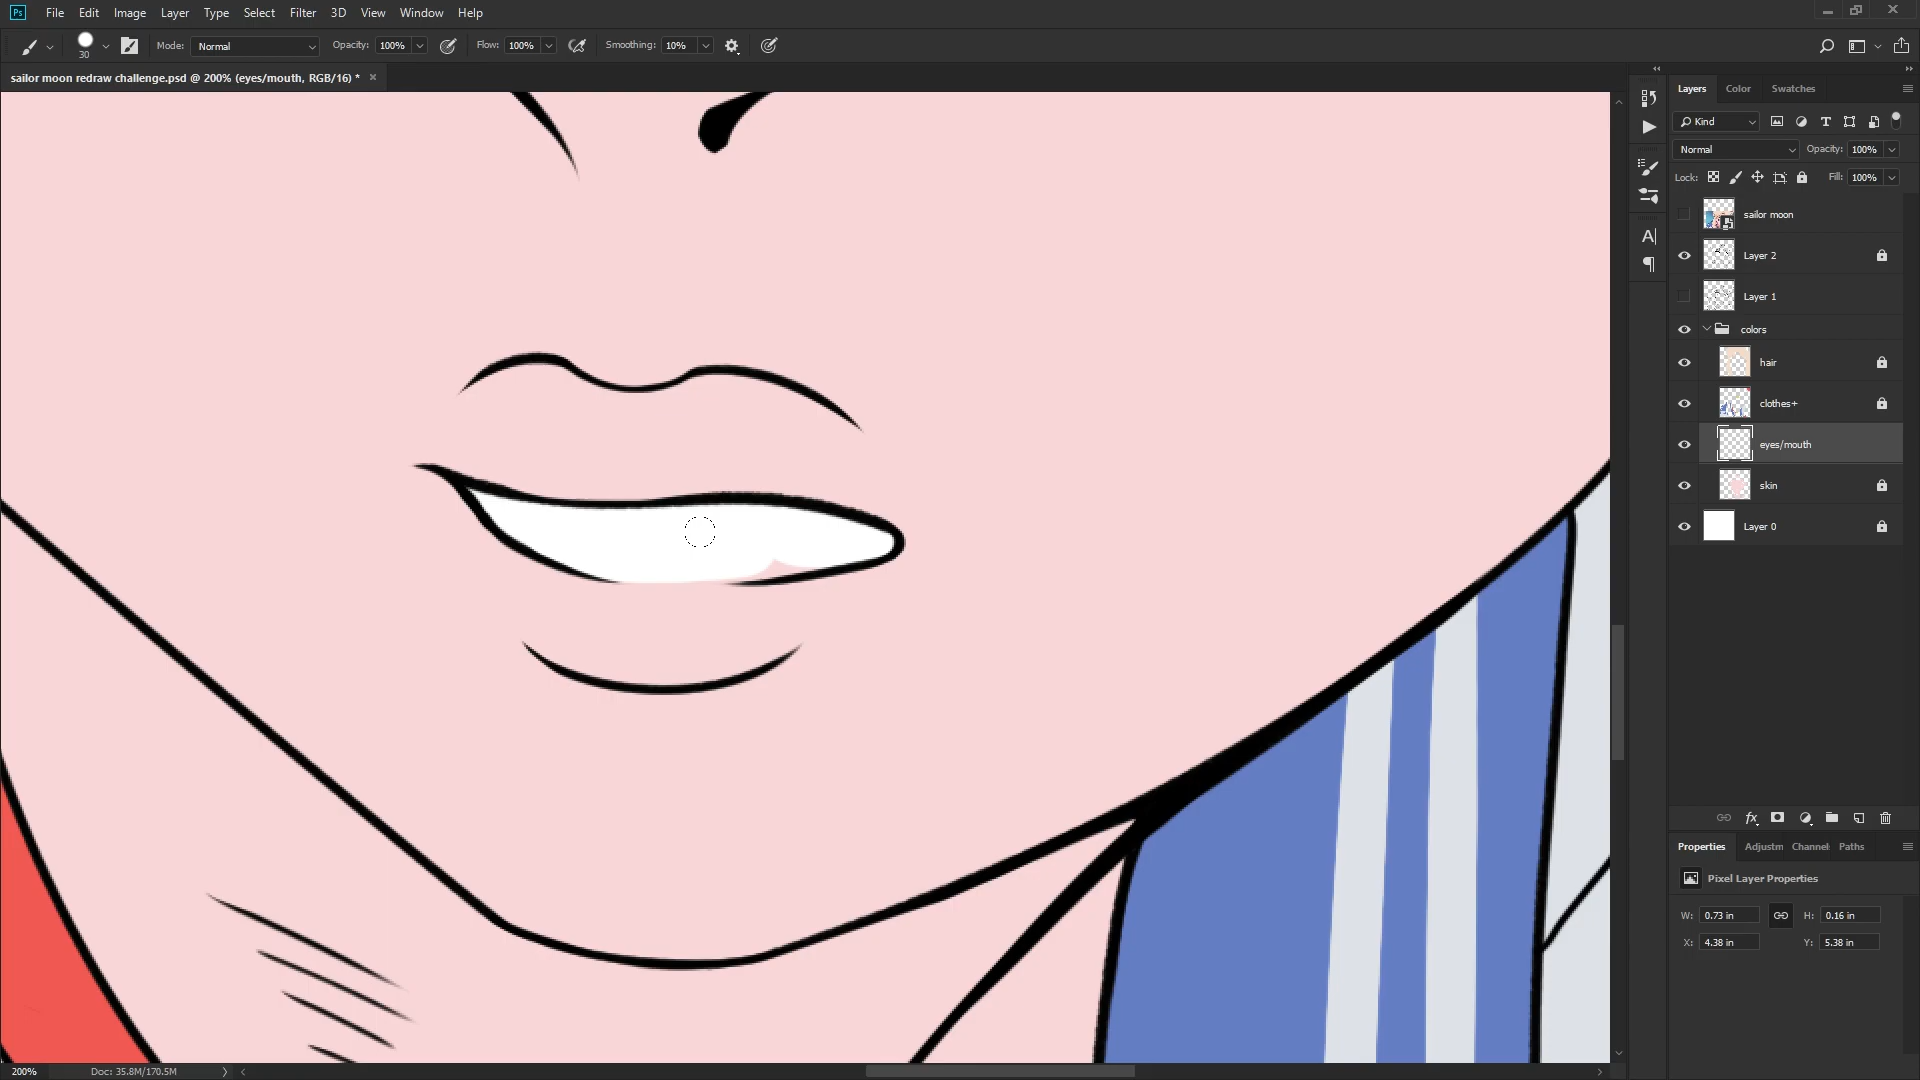 Ps File Edit Image Layer Type Select Filter 3D View Window Help
30 Mode: Normal Opacity: 100% Flow: 100% Smoothing: 10%
sailor moon redraw challenge.psd @ 200% (eyes/mouth, RGB/16) * ×
Layers Color Swatches
Kind
Normal Opacity: 100%
Lock: Fill: 100%
sailor moon
Layer 2
Layer 1
colors
hair
clothes+
eyes/mouth
skin
Layer 0
fx
Properties Adjustm Channel Paths
Pixel Layer Properties
W: 0.73 in H: 0.16 in
X: 4.38 in Y: 5.38 in
200% Doc: 35.8M/170.5M